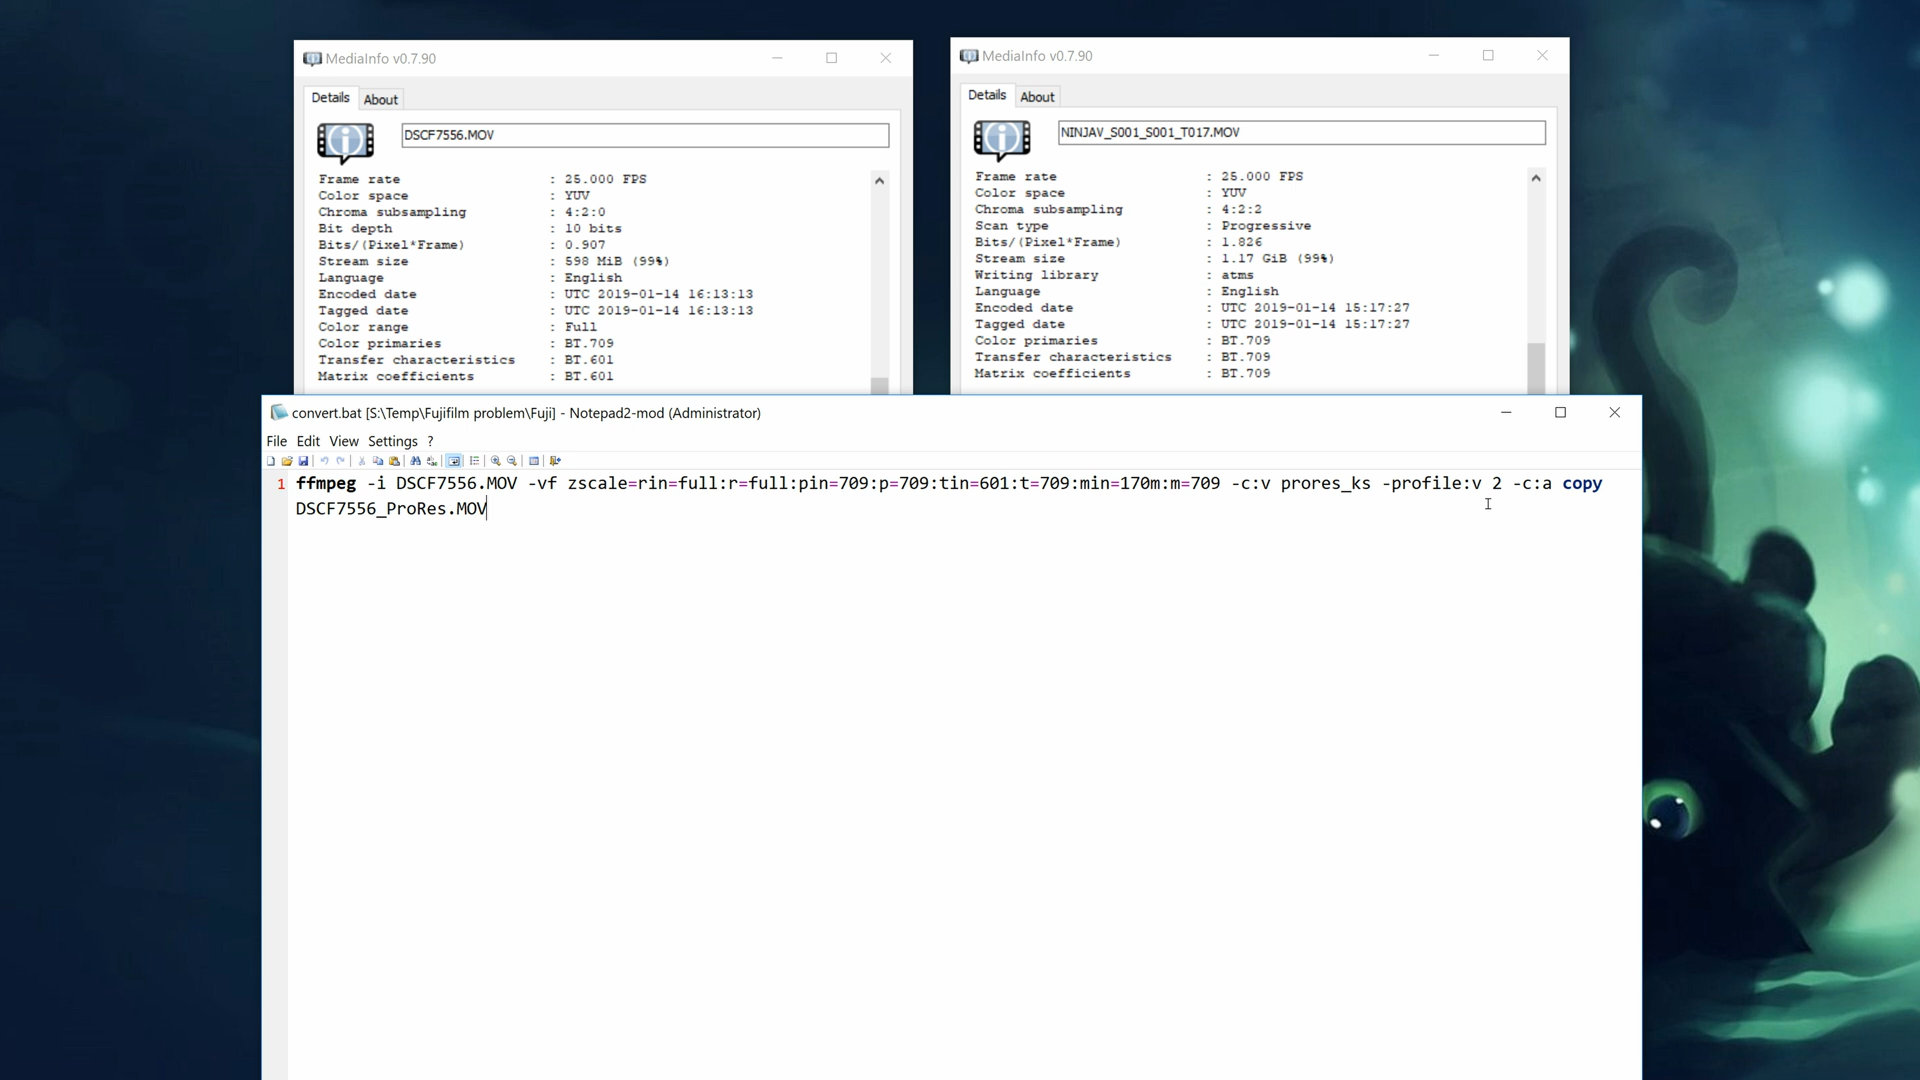 MediaInfo v0.7.90
Details About
DSCF7556.MOV
Frame rate : 25.000 FPS
Color space : YUV
Chroma subsampling : 4:2:0
Bit depth : 10 bits
Bits/(Pixel*Frame) : 0.907
Stream size : 598 MiB (99%)
Language : English
Encoded date : UTC 2019-01-14 16:13:13
Tagged date : UTC 2019-01-14 16:13:13
Color range : Full
Color primaries : BT.709
Transfer characteristics : BT.601
Matrix coefficients : BT.601
MediaInfo v0.7.90
Details About
NINJAV_S001_S001_T017.MOV
Frame rate : 25.000 FPS
Color space : YUV
Chroma subsampling : 4:2:2
Scan type : Progressive
Bits/(Pixel*Frame) : 1.826
Stream size : 1.17 GiB (99%)
Writing library : atms
Language : English
Encoded date : UTC 2019-01-14 15:17:27
Tagged date : UTC 2019-01-14 15:17:27
Color primaries : BT.709
Transfer characteristics : BT.709
Matrix coefficients : BT.709
convert.bat [S:\Temp\Fujifilm problem\Fuji] - Notepad2-mod (Administrator)
File Edit View Settings ?
1 ffmpeg -i DSCF7556.MOV -vf zscale=rin=full:r=full:pin=709:p=709:tin=601:t=709:min=170m:m=709 -c:v prores_ks -profile:v 2 -c:a copy
DSCF7556_ProRes.MOV